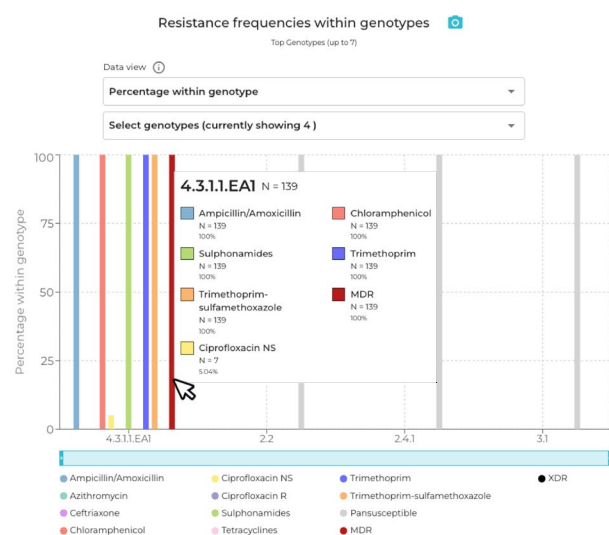 Resistance frequencies within genotypes
Top Genotypes (up to 7)
Data view
Percentage within genotype
Select genotypes (currently showing 4 )
Percentage within genotype
100
75
50
25
0
4.3.1.1.EA1 N = 139
Ampicillin/Amoxicillin
N = 139
100%
Chloramphenicol
N = 139
100%
Sulphonamides
N = 139
100%
Trimethoprim
N = 139
100%
Trimethoprim-
sulfamethoxazole
N = 139
100%
MDR
N = 139
100%
Ciprofloxacin NS
N = 7
5.04%
4.3.1.1.EA1 2.2 2.4.1 3.1
Ampicillin/Amoxicillin Ciprofloxacin NS Trimethoprim XDR
Azithromycin Ciprofloxacin R Trimethoprim-sulfamethoxazole
Ceftriaxone Sulphonamides Pansusceptible
Chloramphenicol Tetracyclines MDR